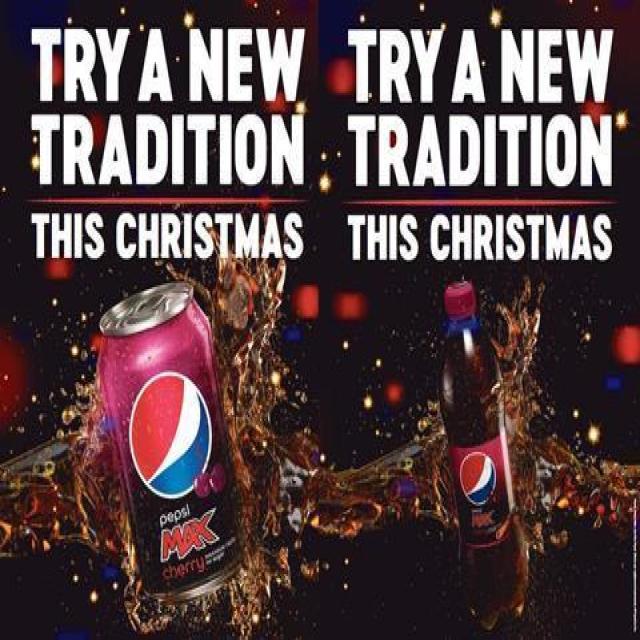 TRY A NEW
TRADITION
THIS CHRISTMAS
pepsi
MAX
cherry
TRY A NEW
TRADITION
THIS CHRISTMAS
MAX